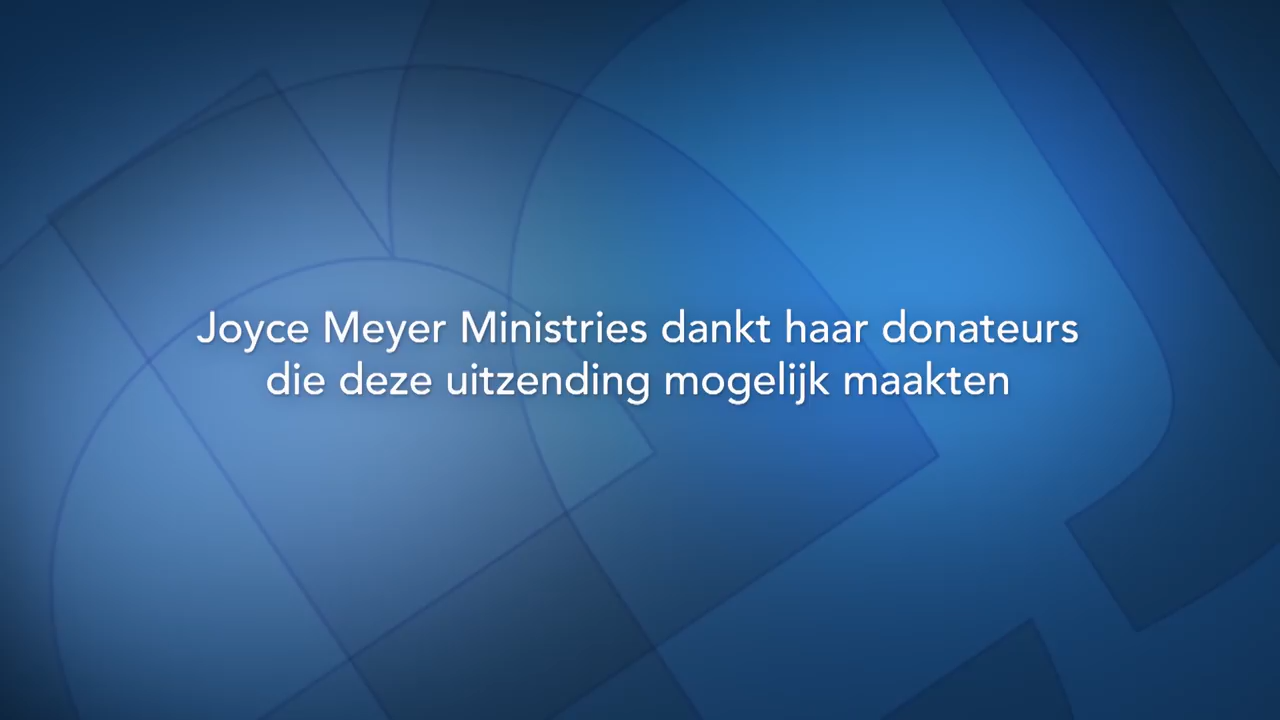 Joyce Meyer Ministries dankt haar donateurs
die deze uitzending mogelijk maakten